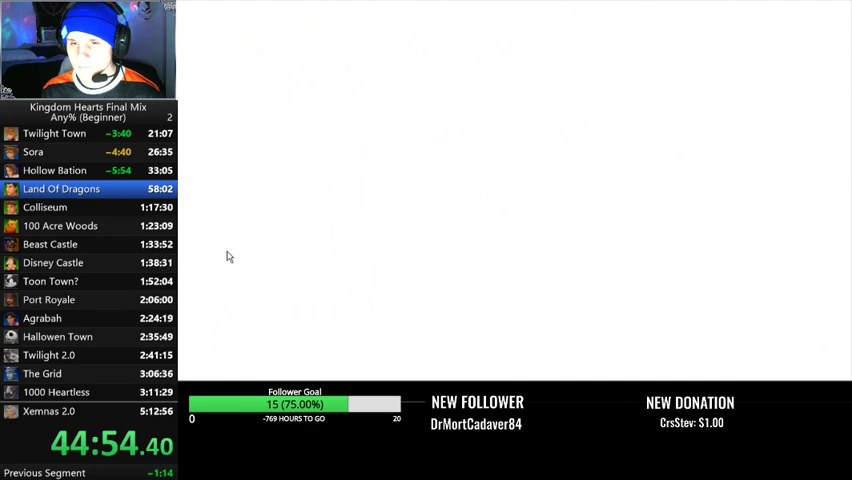 Kingdom Hearts Final Mix
Any% (Beginner) 2
Twilight Town −3:40 21:07
Sora −4:40 26:35
Hollow Bation −5:54 33:05
Land Of Dragons 58:02
Colliseum 1:17:30
100 Acre Woods 1:23:09
Beast Castle 1:33:52
Disney Castle 1:38:31
Toon Town? 1:52:04
Port Royale 2:06:00
Agrabah 2:24:19
Hallowen Town 2:35:49
Twilight 2.0 2:41:15
The Grid 3:06:36
1000 Heartless 3:11:29
Xemnas 2.0 5:12:56
44:54.40
Previous Segment −1:14
Follower Goal
15 (75.00%)
0 -769 HOURS TO GO 20
NEW FOLLOWER
DrMortCadaver84
NEW DONATION
CrsStev: $1.00